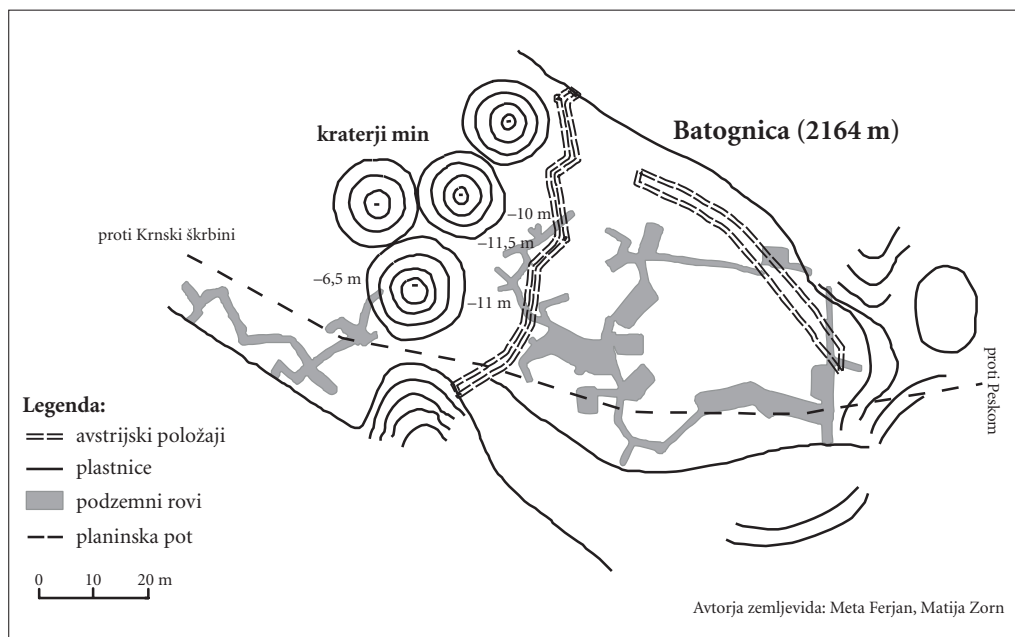 kraterji min
Batognica (2164 m)
proti Krnski škrbini
–10 m
–11,5 m
–6,5 m
–11 m
proti Peskom
Legenda:
avstrijski položaji
plastnice
podzemni rovi
planinska pot
0 10 20 m
Avtorja zemljevida: Meta Ferjan, Matija Zorn